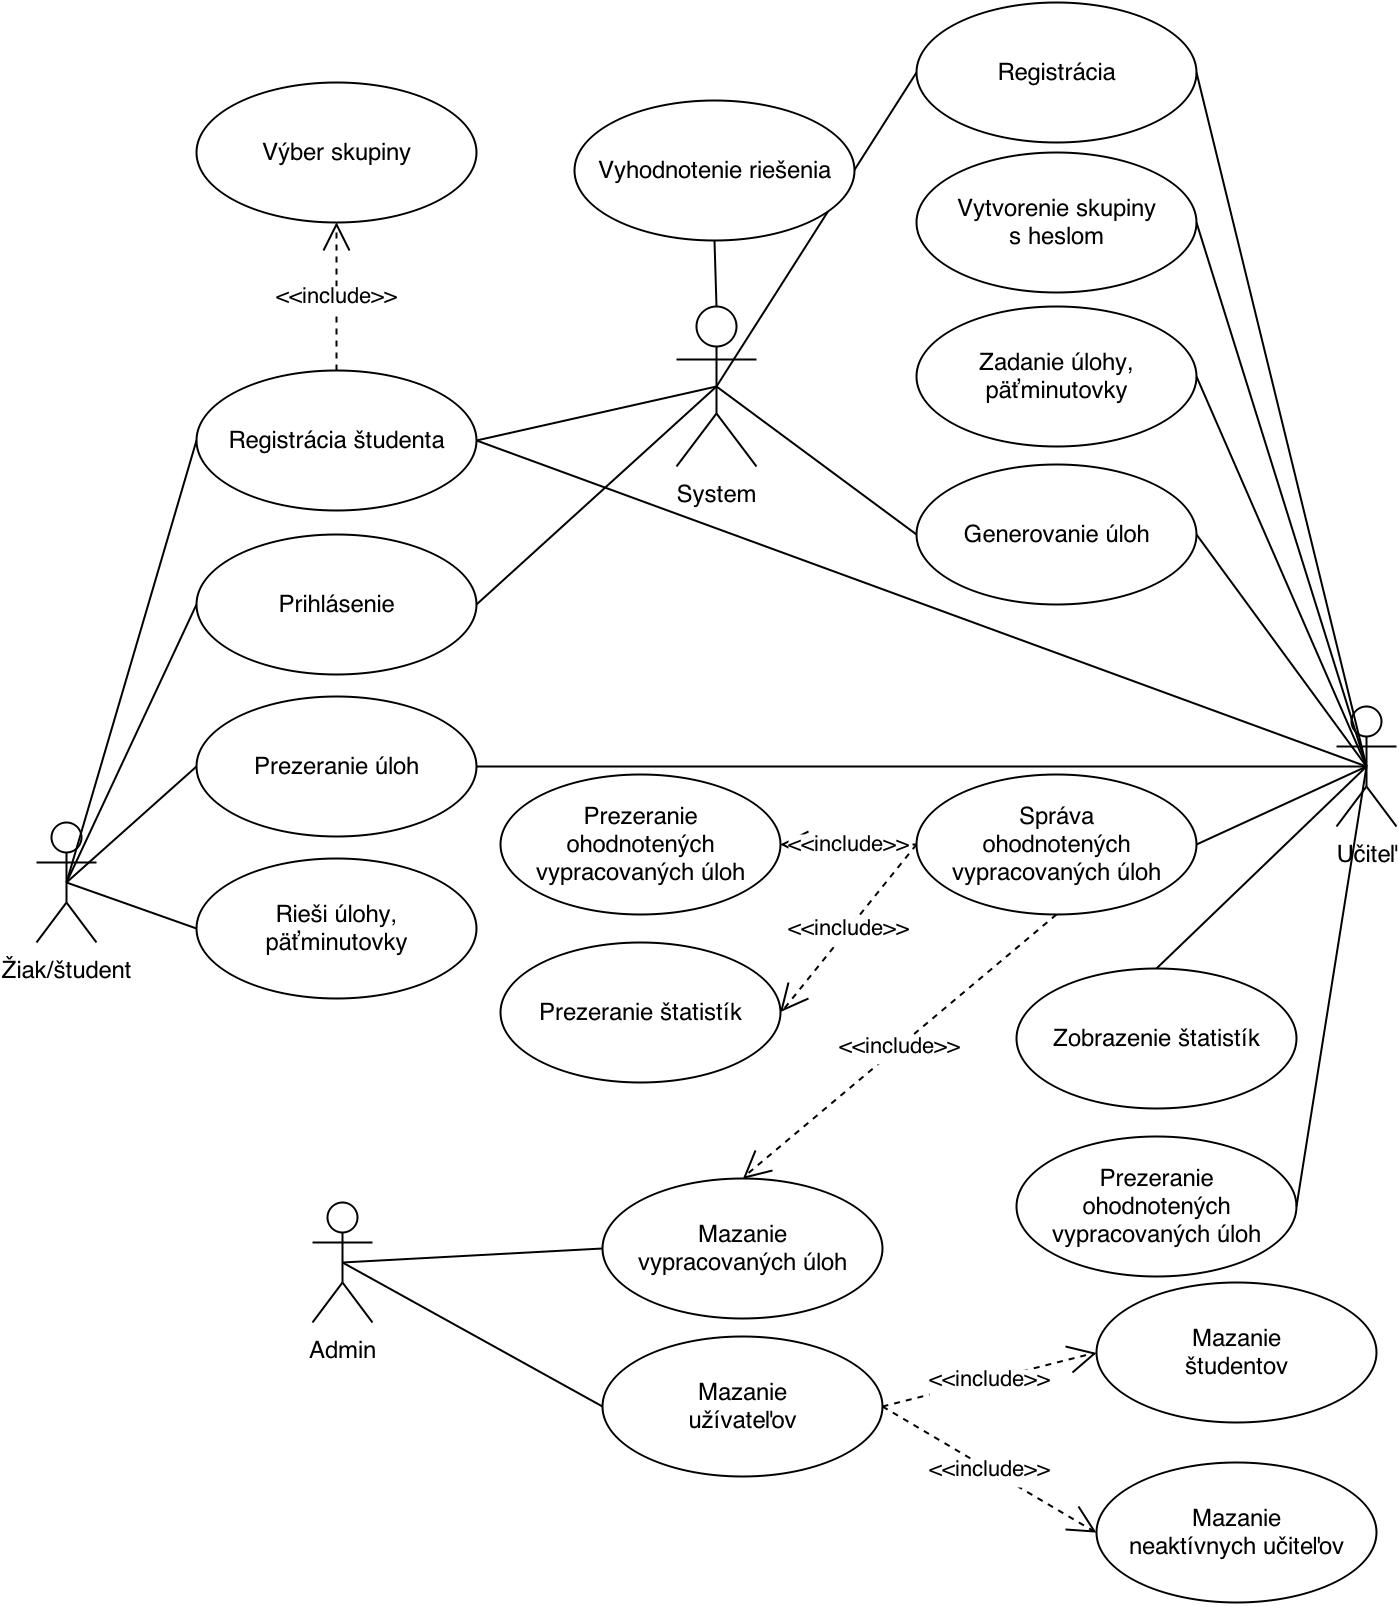 Registrácia
Výber skupiny
Vyhodnotenie riešenia
Vytvorenie skupiny
s heslom
<<include>>
Zadanie úlohy,
päťminutovky
Registrácia študenta
System
Generovanie úloh
Prihlásenie
Prezeranie úloh
Prezeranie
ohodnotených
vypracovaných úloh
<<include>>
Správa
ohodnotených
vypracovaných úloh
Učiteľ
Rieši úlohy,
päťminutovky
<<include>>
Žiak/študent
Prezeranie štatistík
Zobrazenie štatistík
<<include>>
Prezeranie
ohodnotených
vypracovaných úloh
Mazanie
vypracovaných úloh
Admin
Mazanie
študentov
<<include>>
Mazanie
užívateľov
<<include>>
Mazanie
neaktívnych učiteľov